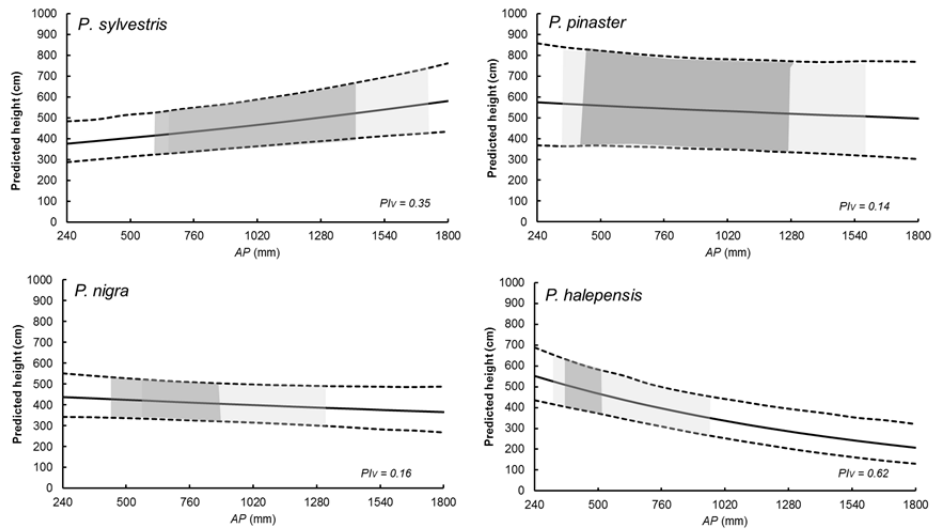 P. sylvestris
1000
900
800
700
600
500
400
300
200
100
0
Predicted height (cm)
PIv = 0.35
240 500 760 1020 1280 1540 1800
AP (mm)
P. pinaster
1000
900
800
700
600
500
400
300
200
100
0
Predicted height (cm)
PIv = 0.14
240 500 760 1020 1280 1540 1800
AP (mm)
P. nigra
1000
900
800
700
600
500
400
300
200
100
0
Predicted height (cm)
PIv = 0.16
240 500 760 1020 1280 1540 1800
AP (mm)
P. halepensis
1000
900
800
700
600
500
400
300
200
100
0
Predicted height (cm)
PIv = 0.62
240 500 760 1020 1280 1540 1800
AP (mm)